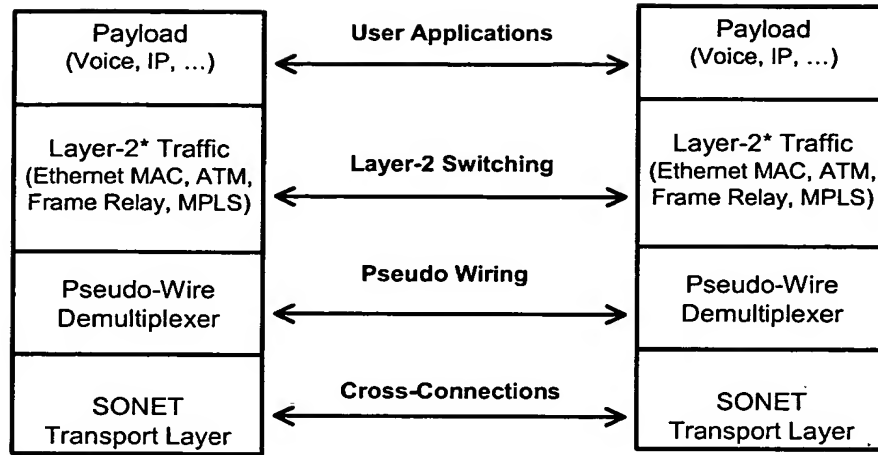 Payload
(Voice, IP, ...)
User Applications
Payload
(Voice, IP, ...)
Layer-2* Traffic
(Ethernet MAC, ATM,
Frame Relay, MPLS)
Layer-2 Switching
Layer-2* Traffic
(Ethernet MAC, ATM,
Frame Relay, MPLS)
Pseudo-Wire
Demultiplexer
Pseudo Wiring
Pseudo-Wire
Demultiplexer
SONET
Transport Layer
Cross-Connections
SONET
Transport Layer